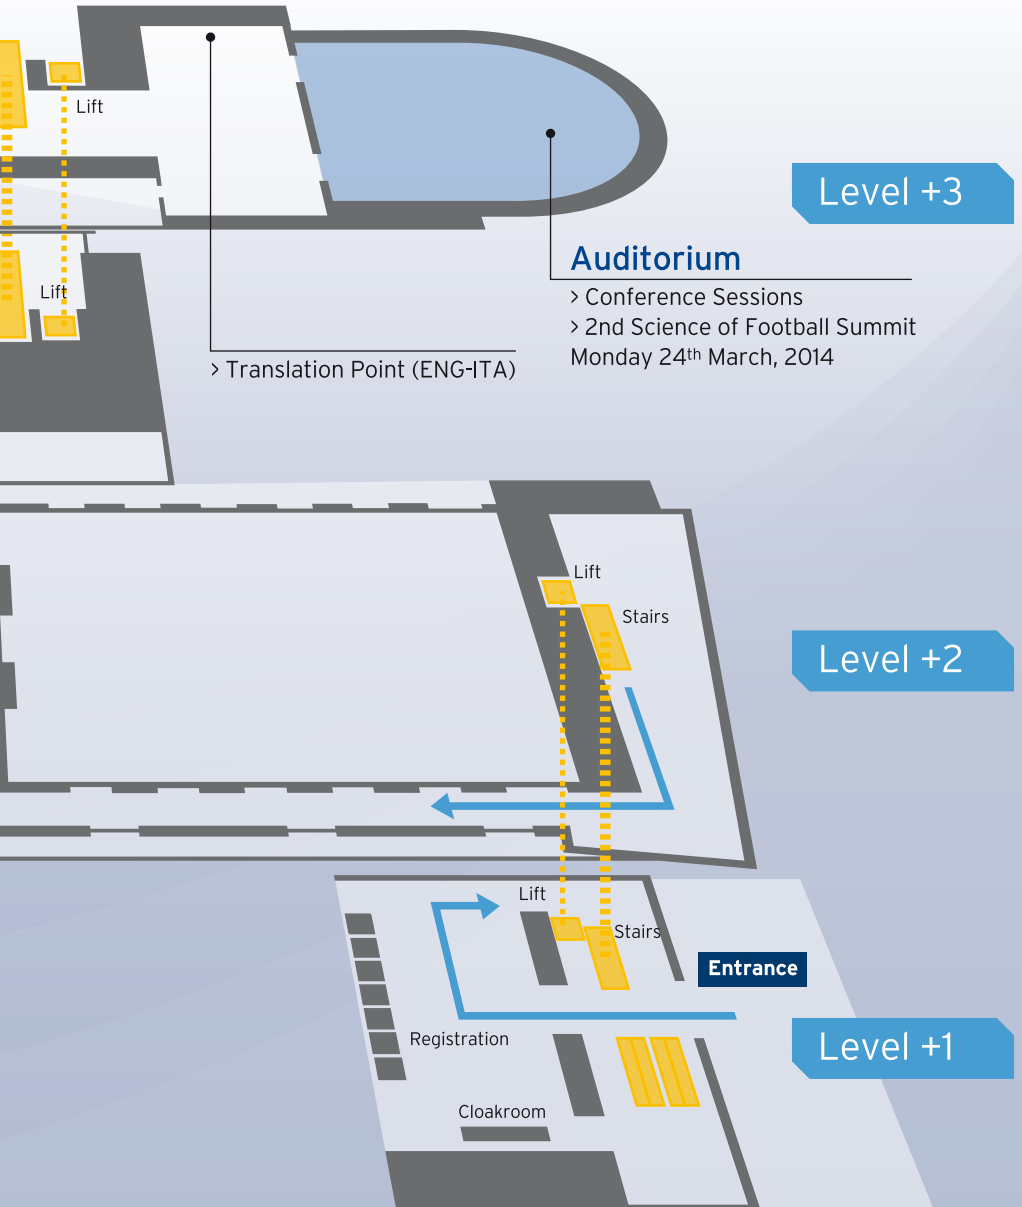 Lift
Level +3
Auditorium
> Conference Sessions
> 2nd Science of Football Summit
Monday 24th March, 2014
Lift
> Translation Point (ENG-ITA)
Lift
Stairs
Level +2
Lift
Stairs
Entrance
Registration
Level +1
Cloakroom